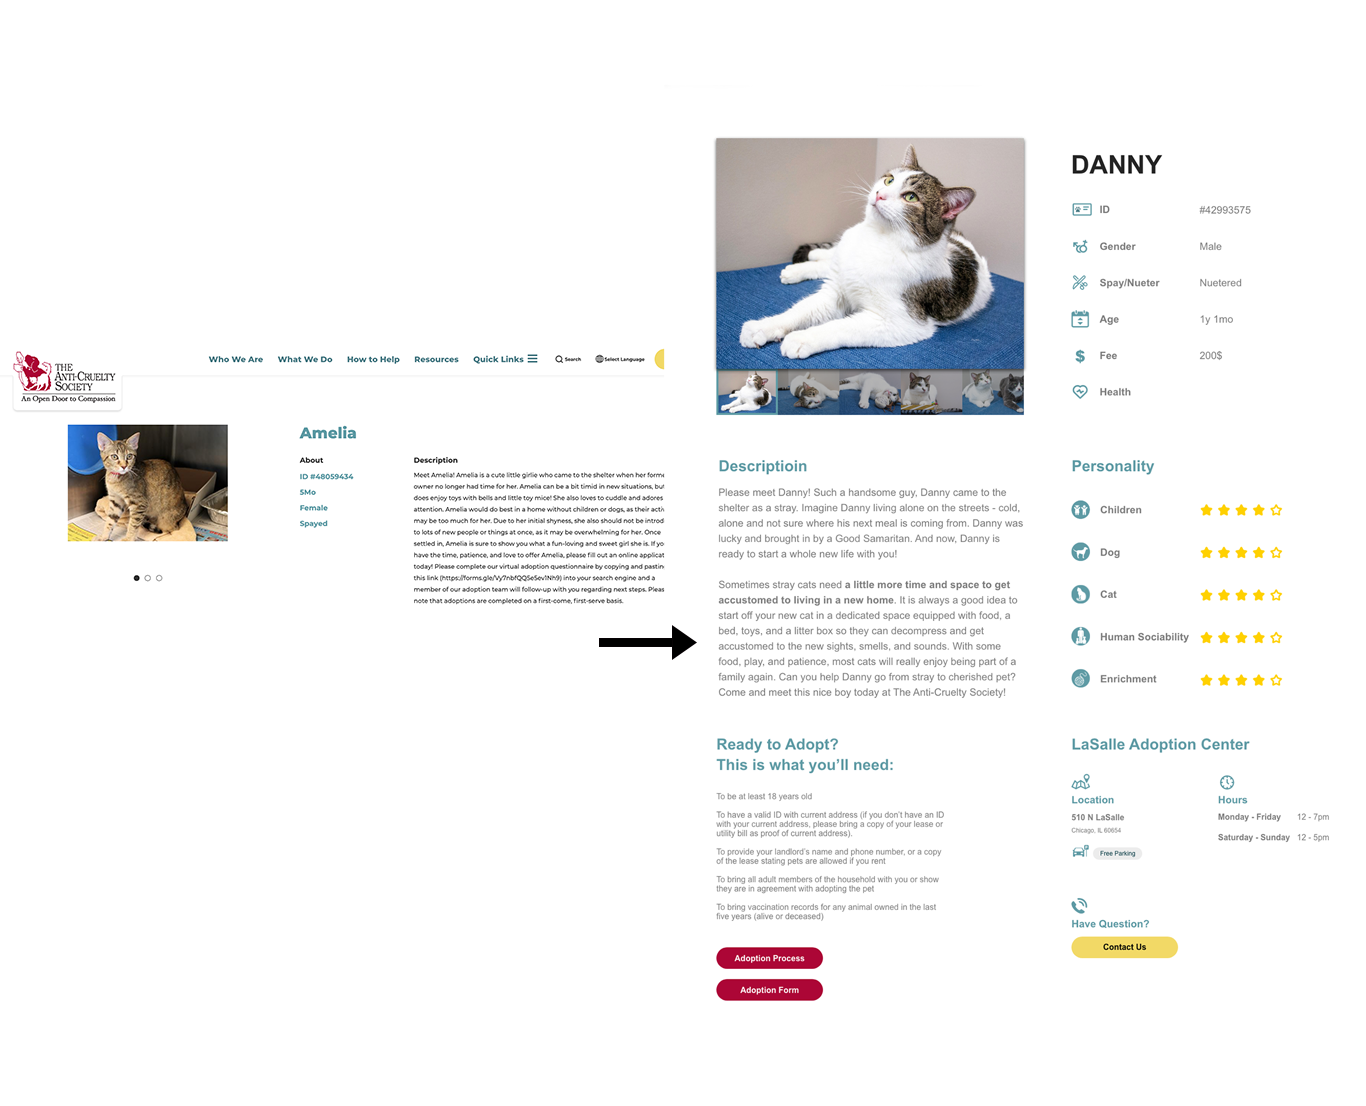 THE
ANTI-CRUELTY
SOCIETY
An Open Door to Compassion
Who We Are
What We Do
How to Help
Resources
Quick Links
Search
Select Language
Amelia
About
ID #48059434
5Mo
Female
Spayed
Description
Meet Amelia! Amelia is a cute little girlie who came to the shelter when her forme
owner no longer had time for her. Amelia can be a bit timid in new situations, but
does enjoy toys with bells and little toy mice! She also loves to cuddle and adores
attention. Amelia would do best in a home without children or dogs, as their activ
may be too much for her. Due to her initial shyness, she also should not be introd
to lots of new people or things at once, as it may be overwhelming for her. Once
settled in, Amelia is sure to show you what a fun-loving and sweet girl she is. If yo
have the time, patience, and love to offer Amelia, please fill out an online applicat
today! Please complete our virtual adoption questionnaire by copying and pastin
this link (https://forms.gle/Vy7nbfQQSeSev1Nh9) into your search engine and a
member of our adoption team will follow-up with you regarding next steps. Pleas
note that adoptions are completed on a first-come, first-serve basis.
DANNY
ID #42993575
Gender Male
Spay/Nueter Nuetered
Age 1y 1mo
Fee 200$
Health
Descriptioin
Please meet Danny! Such a handsome guy, Danny came to the
shelter as a stray. Imagine Danny living alone on the streets - cold,
alone and not sure where his next meal is coming from. Danny was
lucky and brought in by a Good Samaritan. And now, Danny is
ready to start a whole new life with you!
Sometimes stray cats need a little more time and space to get
accustomed to living in a new home. It is always a good idea to
start off your new cat in a dedicated space equipped with food, a
bed, toys, and a litter box so they can decompress and get
accustomed to the new sights, smells, and sounds. With some
food, play, and patience, most cats will really enjoy being part of a
family again. Can you help Danny go from stray to cherished pet?
Come and meet this nice boy today at The Anti-Cruelty Society!
Personality
Children
Dog
Cat
Human Sociability
Enrichment
Ready to Adopt?
This is what you'll need:
To be at least 18 years old
To have a valid ID with current address (if you don't have an ID
with your current address, please bring a copy of your lease or
utility bill as proof of current address).
To provide your landlord's name and phone number, or a copy
of the lease stating pets are allowed if you rent
To bring all adult members of the household with you or show
they are in agreement with adopting the pet
To bring vaccination records for any animal owned in the last
five years (alive or deceased)
Adoption Process
Adoption Form
LaSalle Adoption Center
Location
510 N LaSalle
Chicago, IL 60654
Free Parking
Hours
Monday - Friday 12 - 7pm
Saturday - Sunday 12 - 5pm
Have Question?
Contact Us